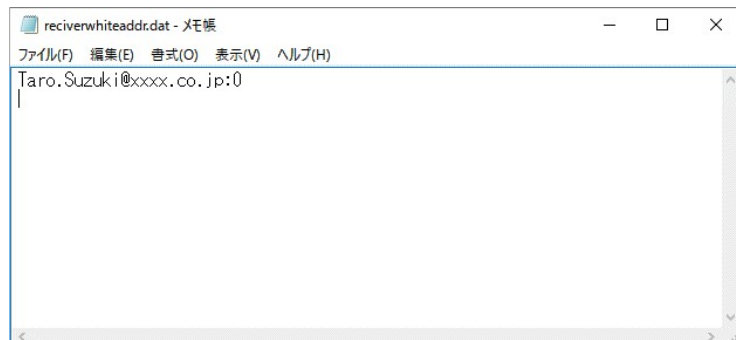 reciverwhiteaddr.dat - メモ帳
ファイル(F) 編集(E) 書式(O) 表示(V) ヘルプ(H)
Taro.Suzuki@xxxx.co.jp:0